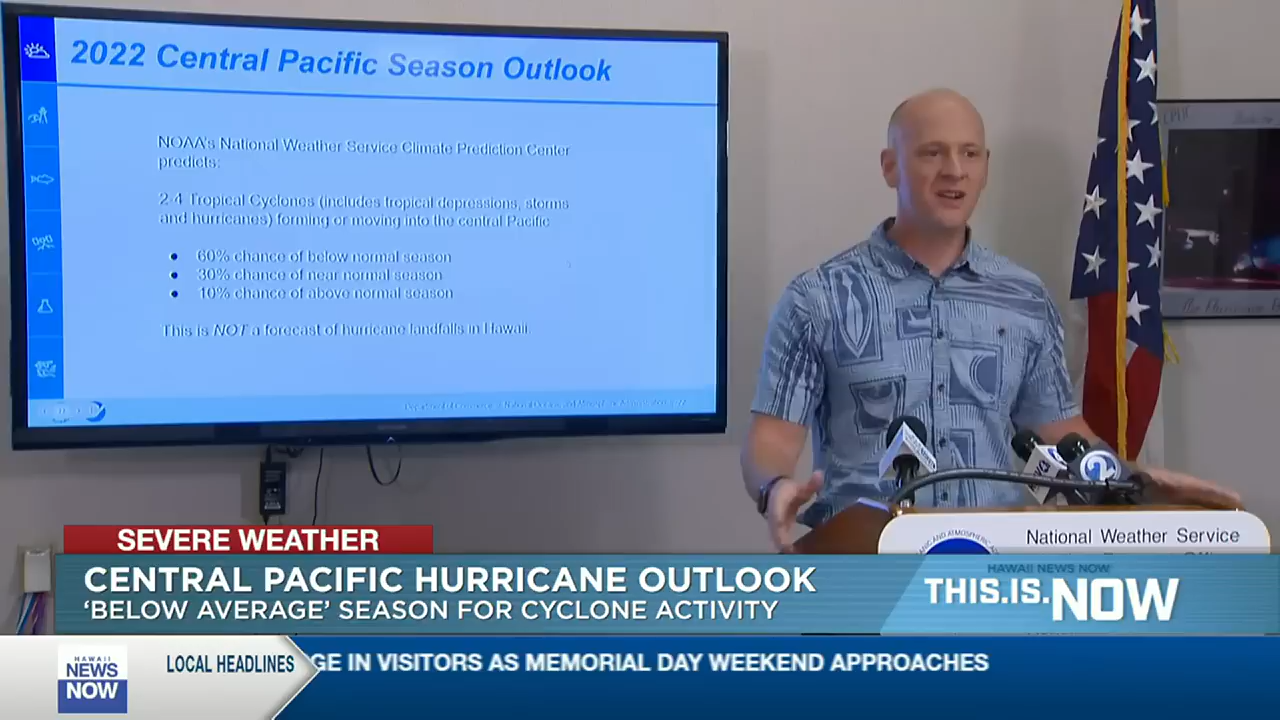 2022 Central Pacific Season Outlook
NOAA's National Weather Service Climate Prediction Center
predicts:
2-4 Tropical Cyclones (includes tropical depressions, storms
and hurricanes) forming or moving into the central Pacific
60% chance of below normal season
30% chance of near normal season
10% chance of above normal season
This is NOT a forecast of hurricane landfalls in Hawaii
2
National Weather Service
SEVERE WEATHER
CENTRAL PACIFIC HURRICANE OUTLOOK
'BELOW AVERAGE' SEASON FOR CYCLONE ACTIVITY
HAWAII NEWS NOW
THIS.IS.NOW
HAWAII
NEWS
NOW
LOCAL HEADLINES
GE IN VISITORS AS MEMORIAL DAY WEEKEND APPROACHES